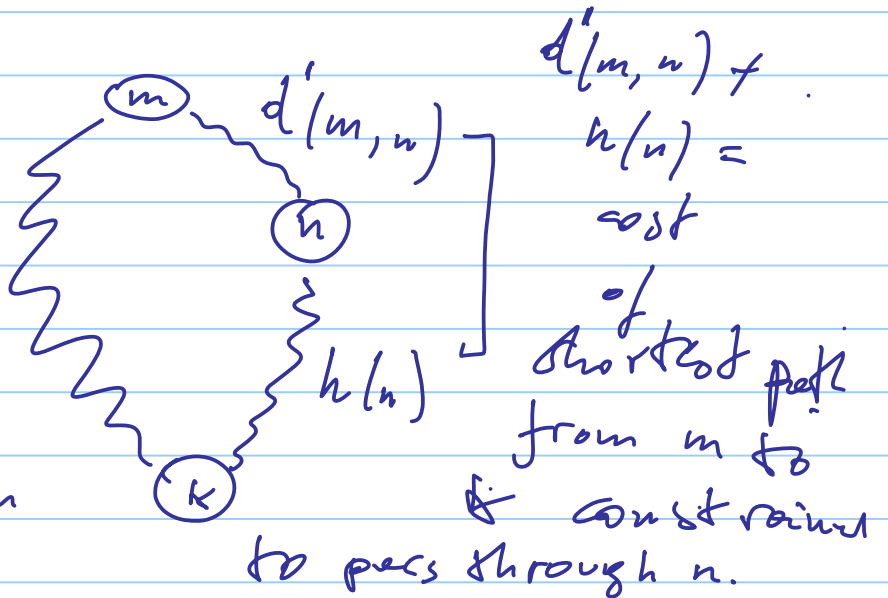 m
d'(m, n)
n
h(n)
k
n
d'(m, n) +
h(n) =
cost
of
shortest path
from m to
k constrained
to pass through n.